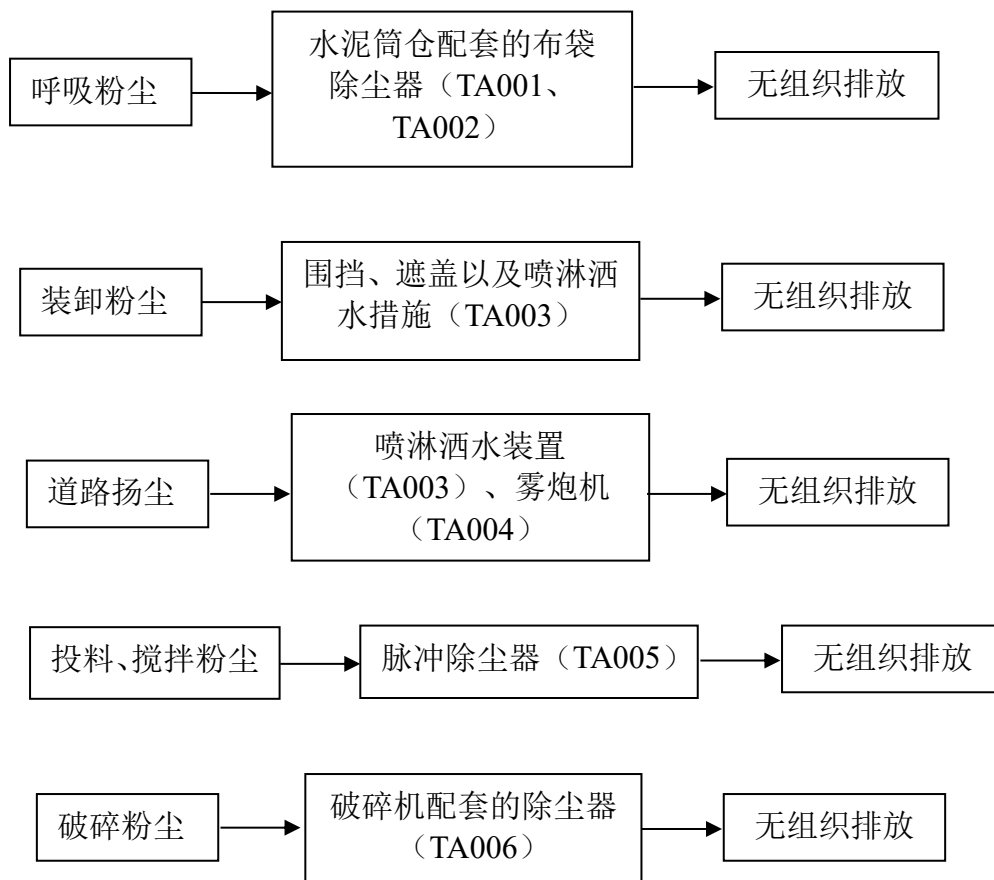 呼吸粉尘
水泥筒仓配套的布袋
除尘器（TA001、
TA002）
无组织排放
装卸粉尘
围挡、遮盖以及喷淋洒
水措施（TA003）
无组织排放
道路扬尘
喷淋洒水装置
（TA003）、雾炮机
（TA004）
无组织排放
投料、搅拌粉尘
脉冲除尘器（TA005）
无组织排放
破碎粉尘
破碎机配套的除尘器
（TA006）
无组织排放